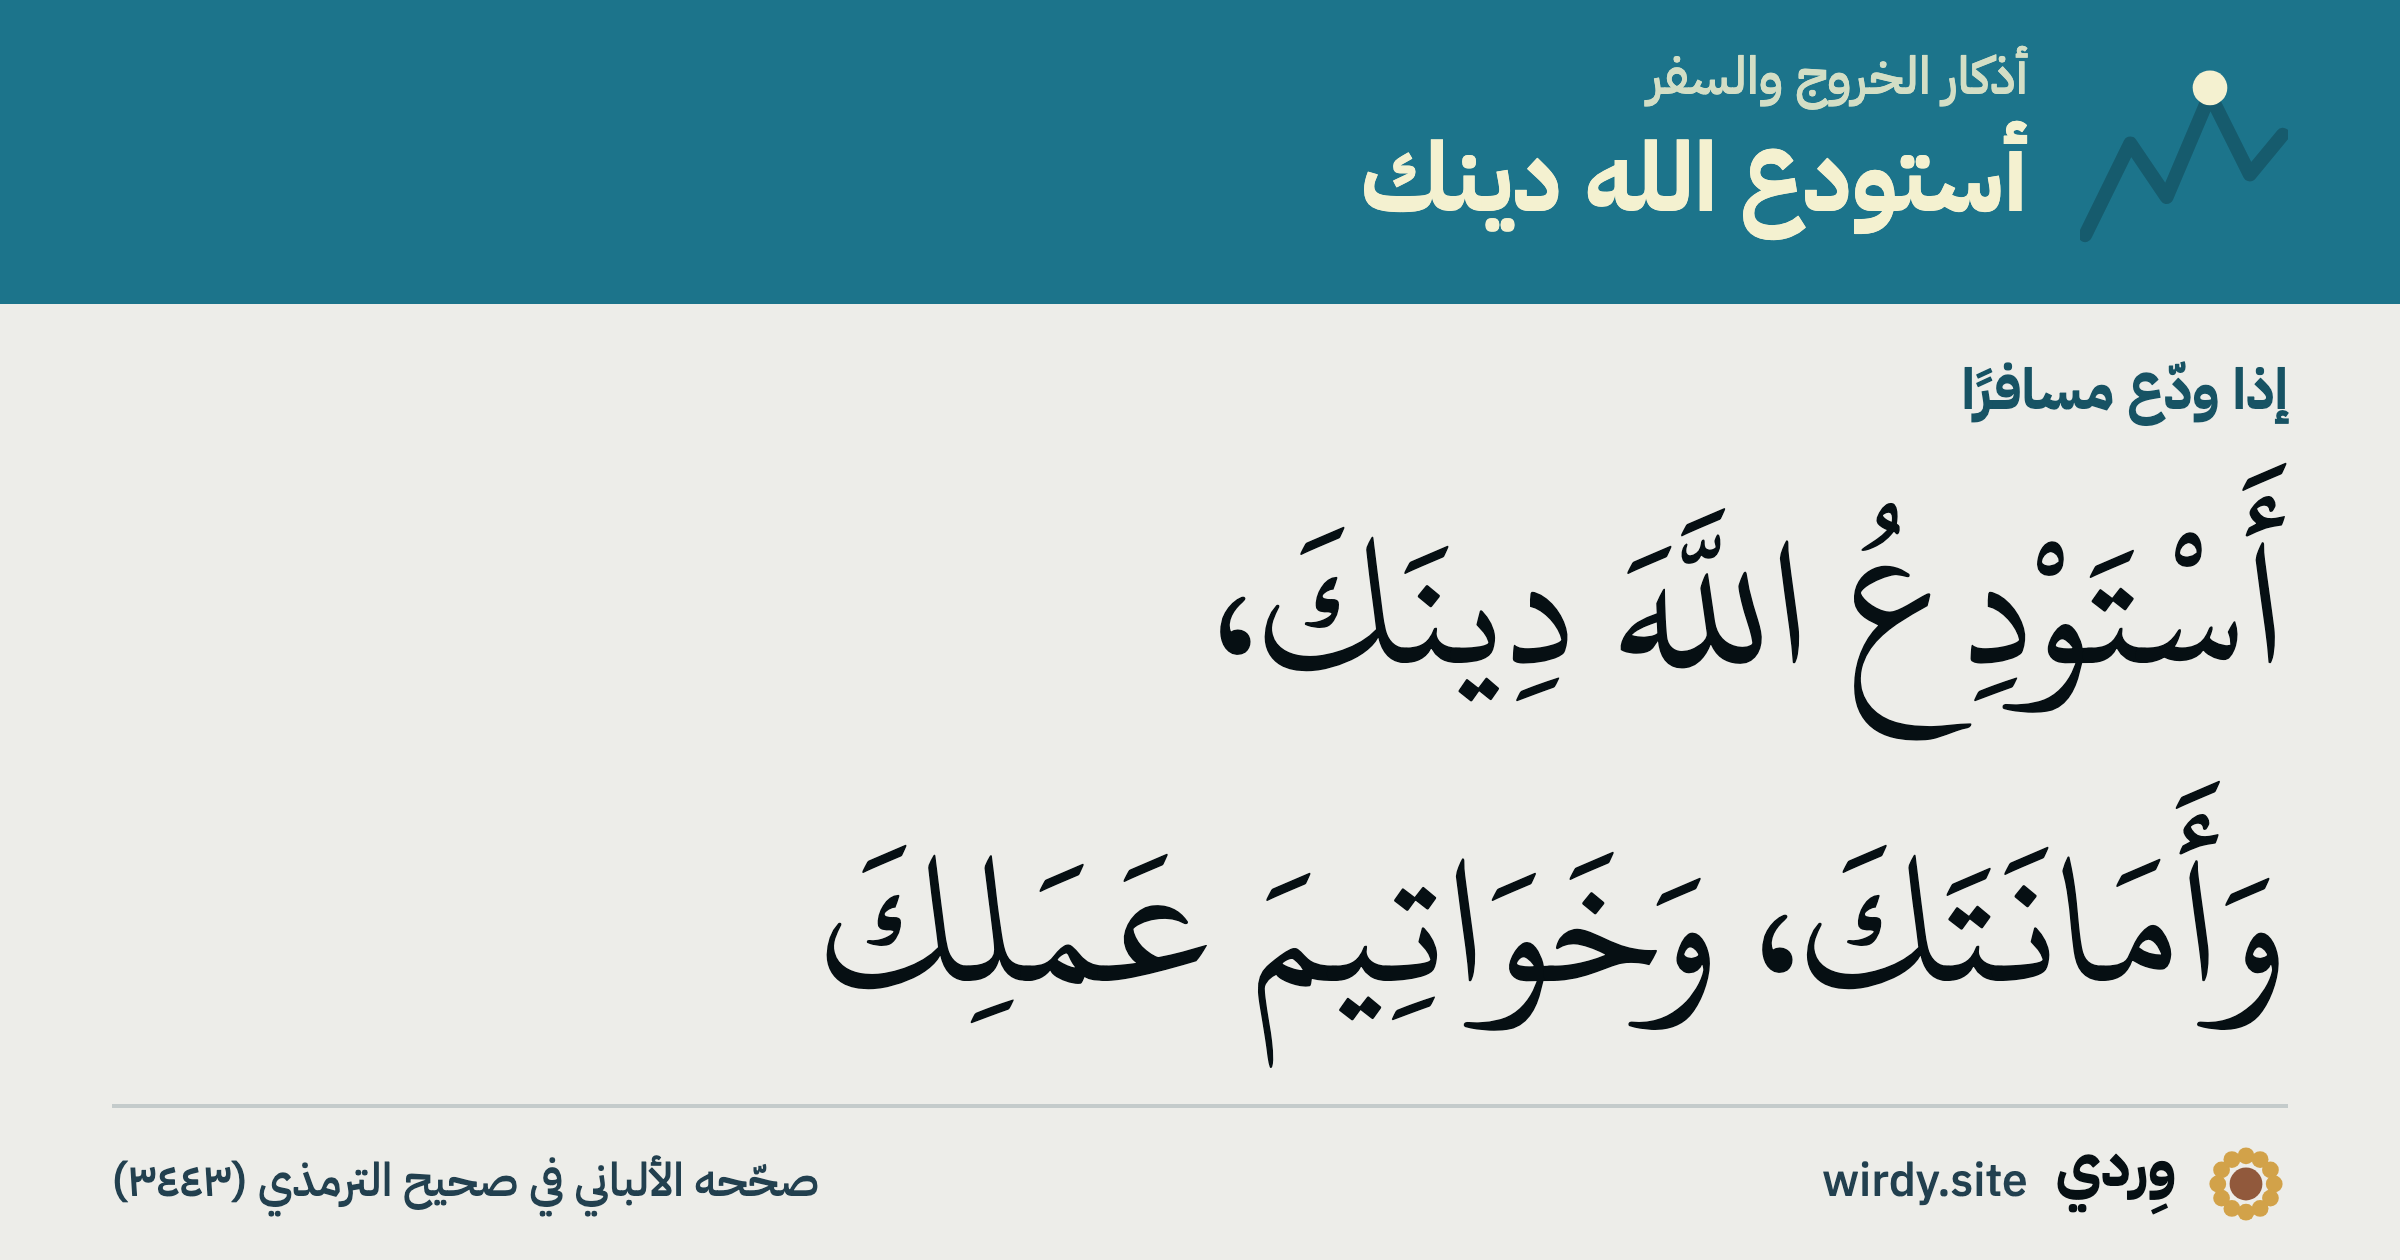 أذكار الخروج والسفر
أستودع الله دينك
إذا ودّع مسافرًا
أَسْتَوْدِعُ اللَّهَ دِينَكَ،
وَأَمَانَتَكَ، وَخَوَاتِيمَ عَمَلِكَ
وِردي wirdy.site
صحّحه الألباني في صحيح الترمذي (٣٤٤٣)